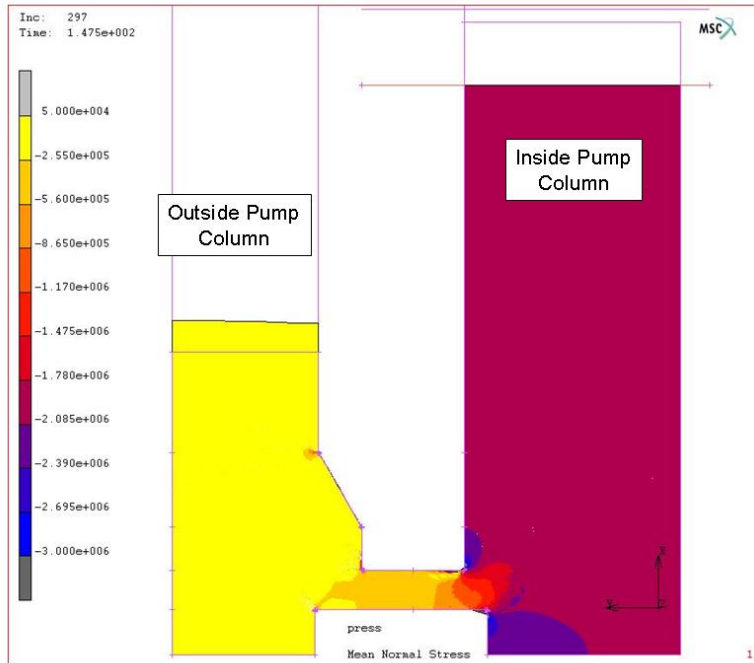 Inc: 297
Time: 1.475e+002
MSC
5.000e+004
-2.550e+005
-5.600e+005
-8.650e+005
-1.170e+006
-1.475e+006
-1.780e+006
-2.085e+006
-2.390e+006
-2.695e+006
-3.000e+006
Outside Pump
Column
Inside Pump
Column
X
Z
press
Mean Normal Stress
1